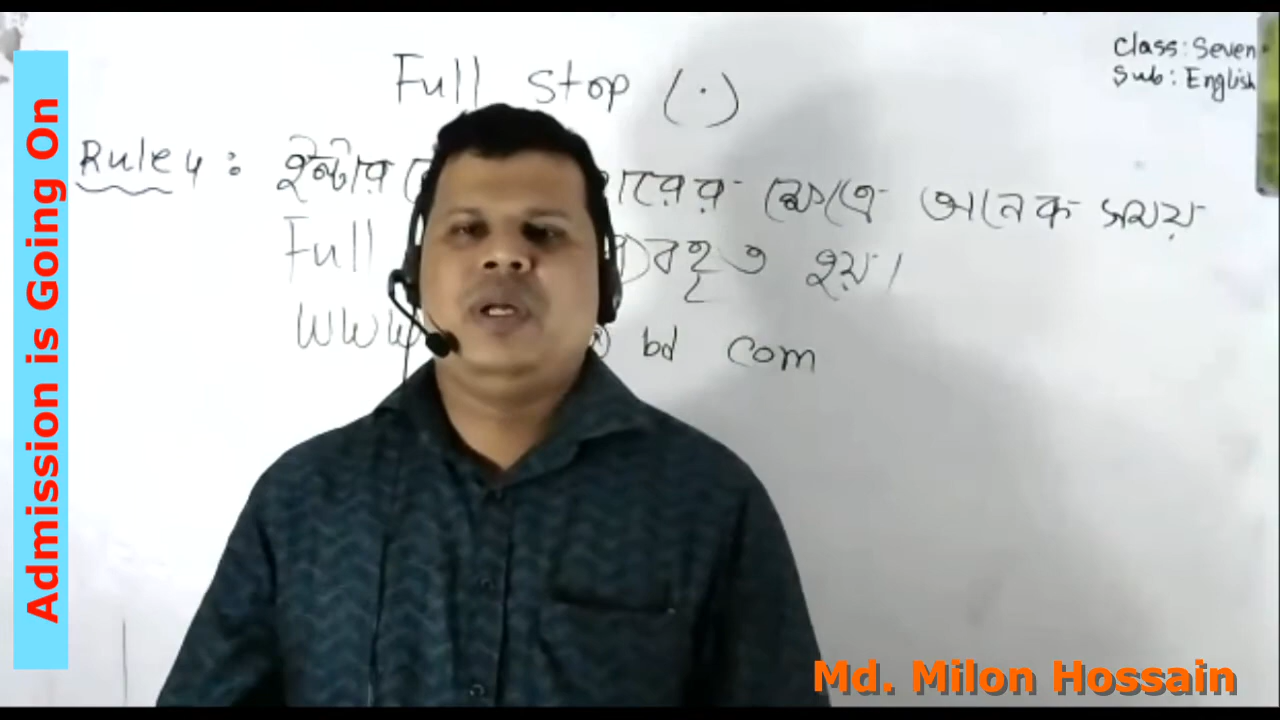 Admission is Going On
Class: Seven
Sub: English
Full Stop (.)
Rule 4: ইন্টার ারের ক্ষেত্রে অনেক সময়
Full ব্যবহৃত হয়।
www bd com
Md. Milon Hossain